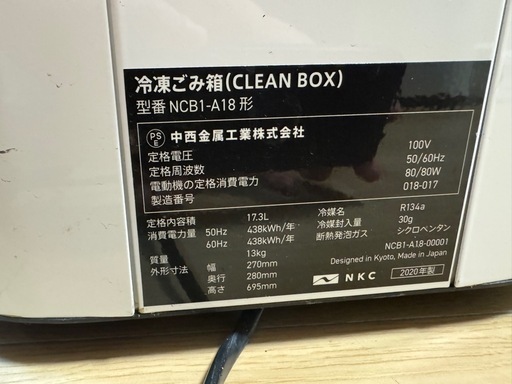 冷凍ごみ箱(CLEAN BOX)
型番 NCB1-A18 形
PS E 中西金属工業株式会社
定格電圧 100V
定格周波数 50/60Hz
電動機の定格消費電力 80/80W
製造番号 018-017
定格内容積 17.3L
消費電力量 50Hz 438kWh/年
60Hz 438kWh/年
質量 13kg
外形寸法 幅 270mm
奥行 280mm
高さ 695mm
冷媒名 R134a
冷媒封入量 30g
断熱発泡ガス シクロペンタン
NCB1-A18-00001
Designed in Kyoto, Made in Japan
NKC 2020年製